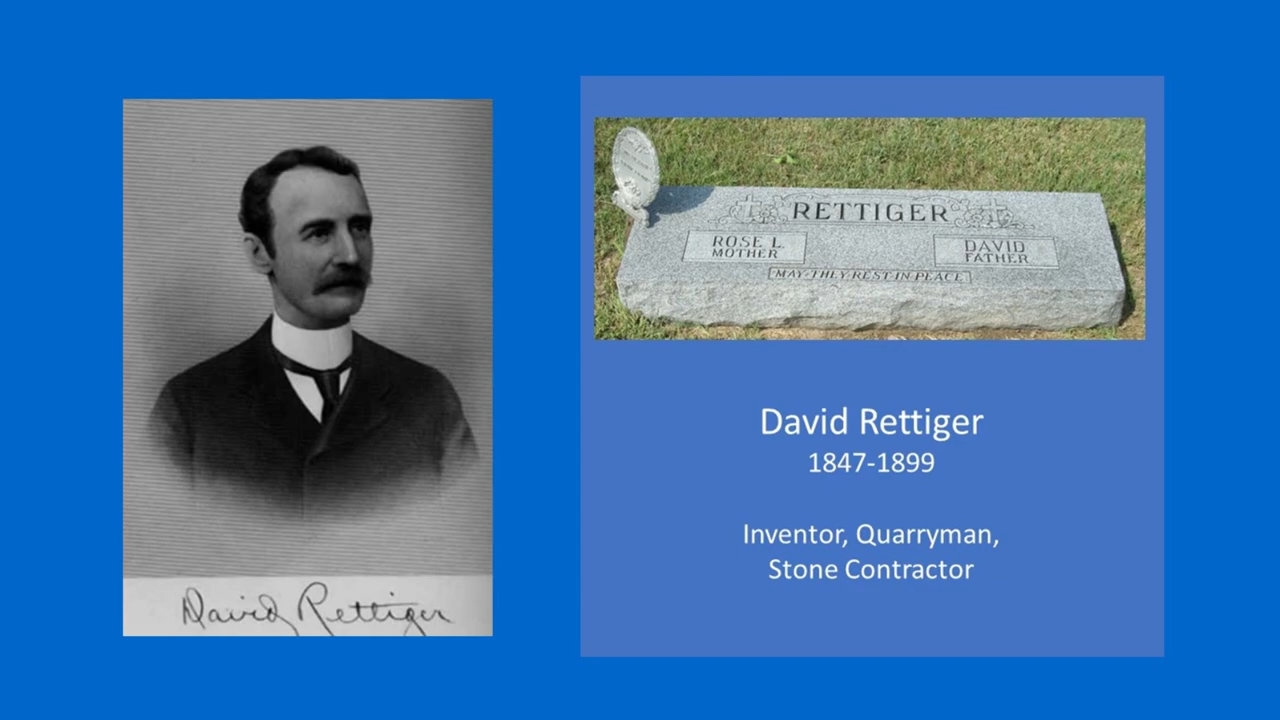 David Rettiger
RETTIGER
ROSE L.
MOTHER
DAVID
FATHER
MAY THEY REST IN PEACE
David Rettiger
1847-1899
Inventor, Quarryman,
Stone Contractor